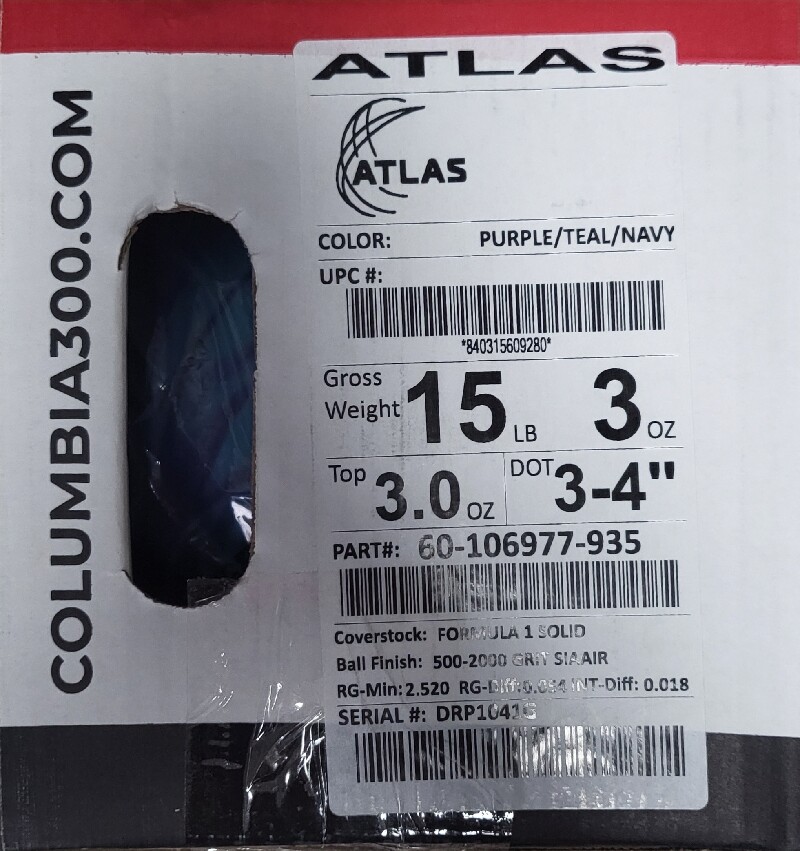 COLUMBIA300.COM
ATLAS
ATLAS
COLOR: PURPLE/TEAL/NAVY
UPC #:
*840315609280*
Gross Weight 15 LB 3 OZ
Top 3.0 OZ DOT 3-4"
PART#: 60-106977-935
Coverstock: FORMULA 1 SOLID
Ball Finish: 500-2000 GRIT SIAAIR
RG-Min: 2.520 RG-Diff: INT-Diff: 0.018
SERIAL #: